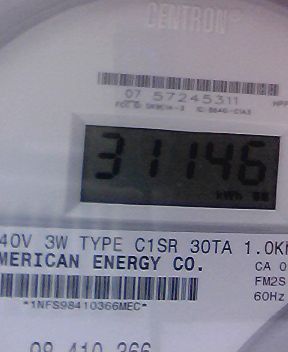 CENTRON®
07 57245311
31146
kWh
40V 3W TYPE C1SR 30TA 1.0K
MERICAN ENERGY CO.
CA 0
FM2S
60Hz
*1NFS98410366MEC*
98 410 366